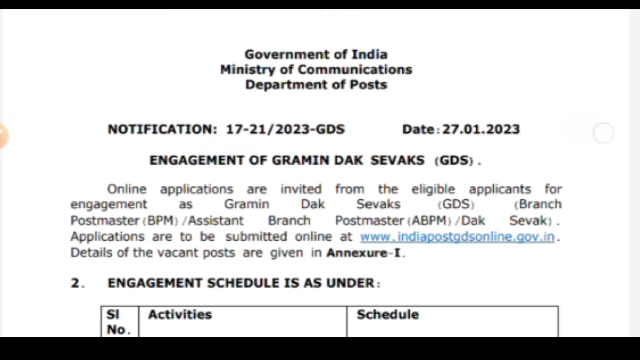 Government of India
Ministry of Communications
Department of Posts
NOTIFICATION: 17-21/2023-GDS Date:27.01.2023
ENGAGEMENT OF GRAMIN DAK SEVAKS (GDS).
Online applications are invited from the eligible applicants for
engagement as Gramin Dak Sevaks (GDS) (Branch
Postmaster(BPM)/Assistant Branch Postmaster(ABPM)/Dak Sevak).
Applications are to be submitted online at www.indiapostgdsonline.gov.in.
Details of the vacant posts are given in Annexure-I.
2. ENGAGEMENT SCHEDULE IS AS UNDER:
Sl Activities Schedule
No.